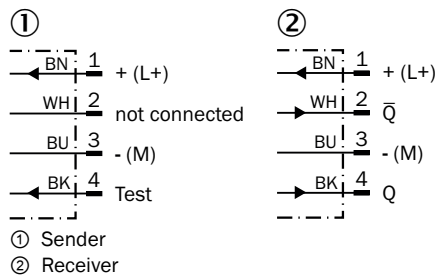 ① ②
BN 1 + (L+)
WH 2 not connected
BU 3 - (M)
BK 4 Test
BN 1 + (L+)
WH 2 Q̅
BU 3 - (M)
BK 4 Q
① Sender
② Receiver